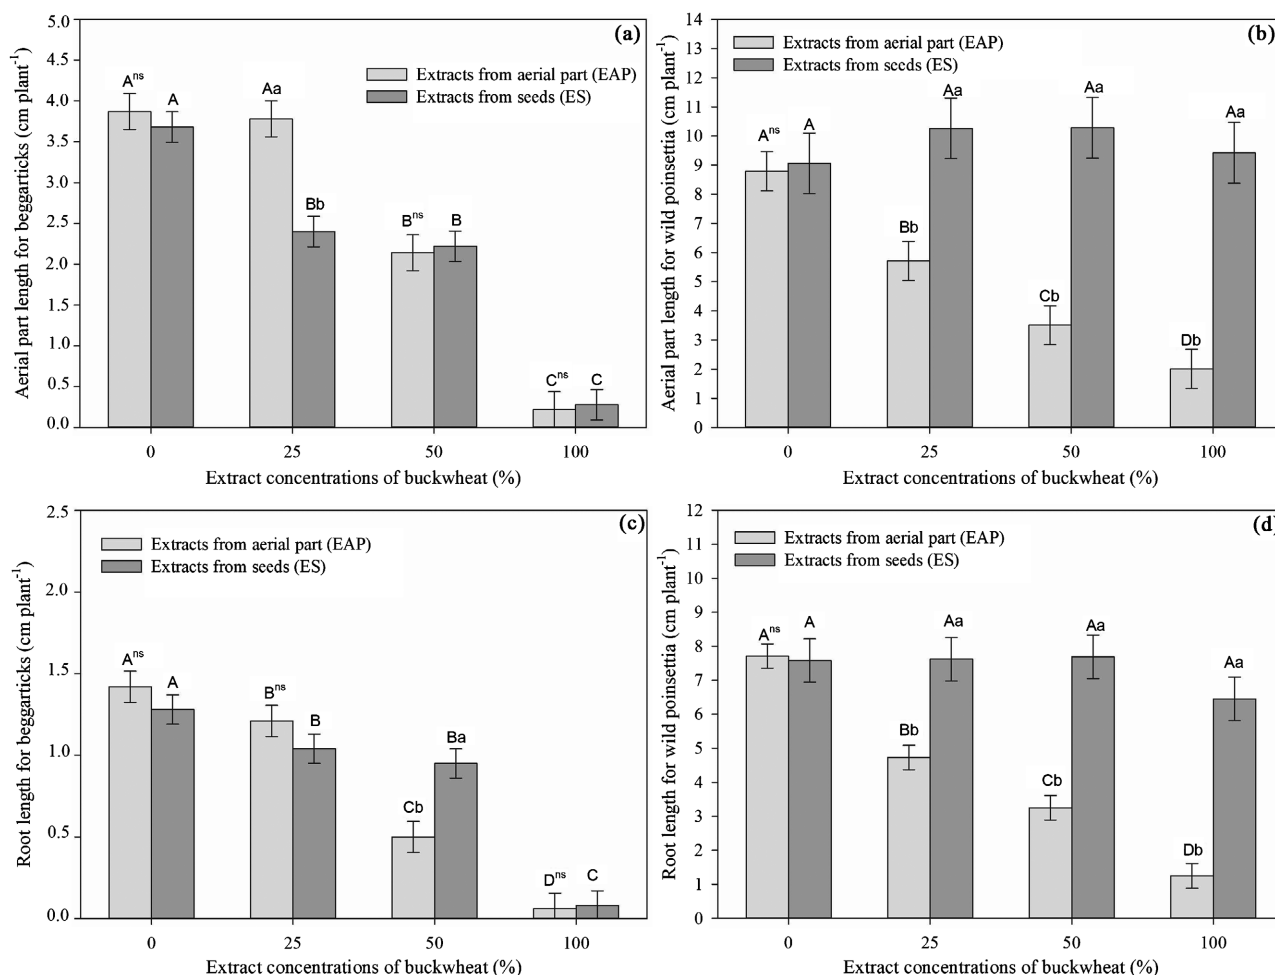 (a)
Aerial part length for beggarticks (cm plant⁻¹)
5.0
4.5
4.0
3.5
3.0
2.5
2.0
1.5
1.0
0.5
0.0
Extracts from aerial part (EAP)
Extracts from seeds (ES)
Aⁿˢ A Aa Bb Bⁿˢ B Cⁿˢ C
0 25 50 100
Extract concentrations of buckwheat (%)
(b)
Aerial part length for wild poinsettia (cm plant⁻¹)
14
13
12
11
10
9
8
7
6
5
4
3
2
1
0
Extracts from aerial part (EAP)
Extracts from seeds (ES)
Aⁿˢ A Bb Aa Cb Aa Db Aa
0 25 50 100
Extract concentrations of buckwheat (%)
(c)
Root length for beggarticks (cm plant⁻¹)
2.5
2.0
1.5
1.0
0.5
0.0
Extracts from aerial part (EAP)
Extracts from seeds (ES)
Aⁿˢ A Bⁿˢ B Cb Ba Dⁿˢ C
0 25 50 100
Extract concentrations of buckwheat (%)
(d)
Root length for wild poinsettia (cm plant⁻¹)
12
11
10
9
8
7
6
5
4
3
2
1
0
Extracts from aerial part (EAP)
Extracts from seeds (ES)
Aⁿˢ A Bb Aa Cb Aa Db Aa
0 25 50 100
Extract concentrations of buckwheat (%)